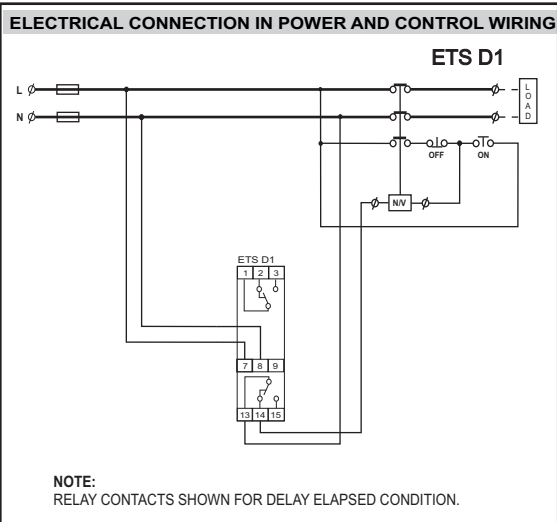 ELECTRICAL CONNECTION IN POWER AND CONTROL WIRING
ETS D1
L
LOAD
N
OFF
ON
N/V
ETS D1
1 2 3
7 8 9
13 14 15
NOTE:
RELAY CONTACTS SHOWN FOR DELAY ELAPSED CONDITION.